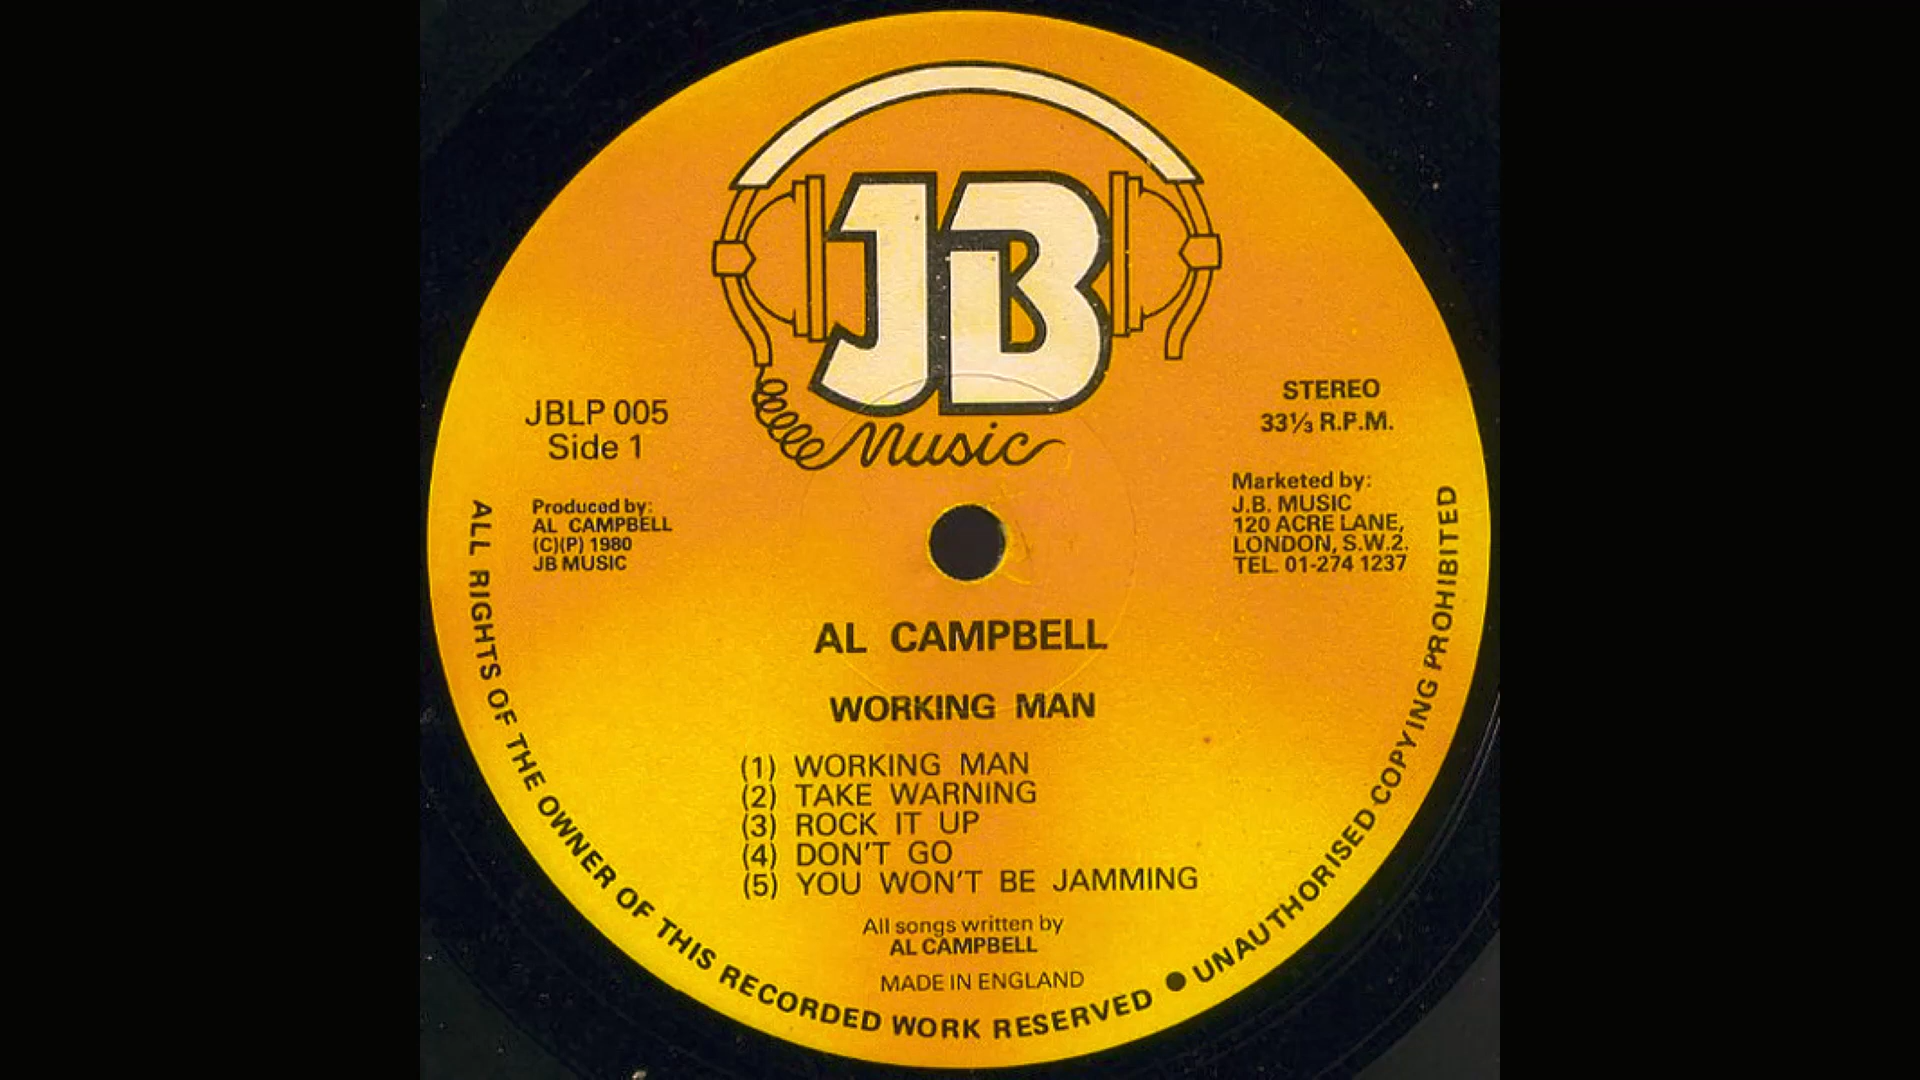 JB
Music
JBLP 005
Side 1
Produced by:
AL CAMPBELL
(C)(P) 1980
JB MUSIC
STEREO
33⅓ R.P.M.
Marketed by:
J.B. MUSIC
120 ACRE LANE,
LONDON, S.W.2.
TEL. 01-274 1237
AL CAMPBELL
WORKING MAN
(1) WORKING MAN
(2) TAKE WARNING
(3) ROCK IT UP
(4) DON'T GO
(5) YOU WON'T BE JAMMING
All songs written by
AL CAMPBELL
MADE IN ENGLAND
ALL RIGHTS OF THE OWNER OF THIS RECORDED WORK RESERVED ● UNAUTHORISED COPYING PROHIBITED